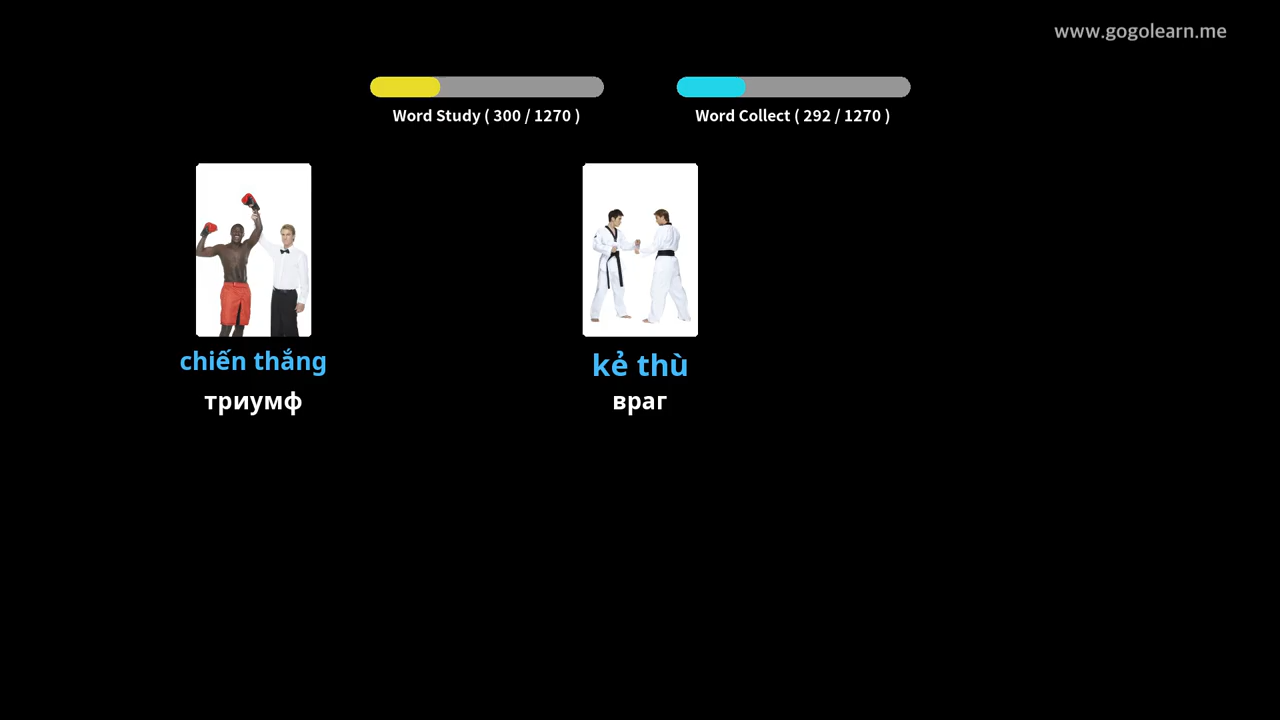 www.gogolearn.me
Word Study ( 300 / 1270 )
Word Collect ( 292 / 1270 )
chiến thắng
триумф
kẻ thù
враг